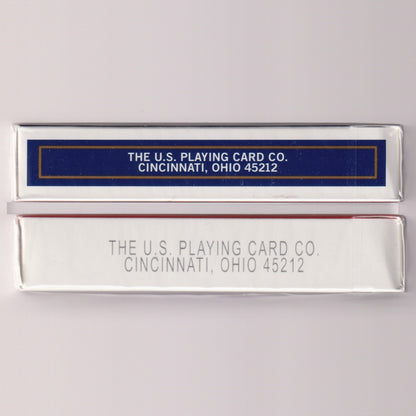 THE U.S. PLAYING CARD CO.
CINCINNATI, OHIO 45212
THE U.S. PLAYING CARD CO.
CINCINNATI, OHIO 45212